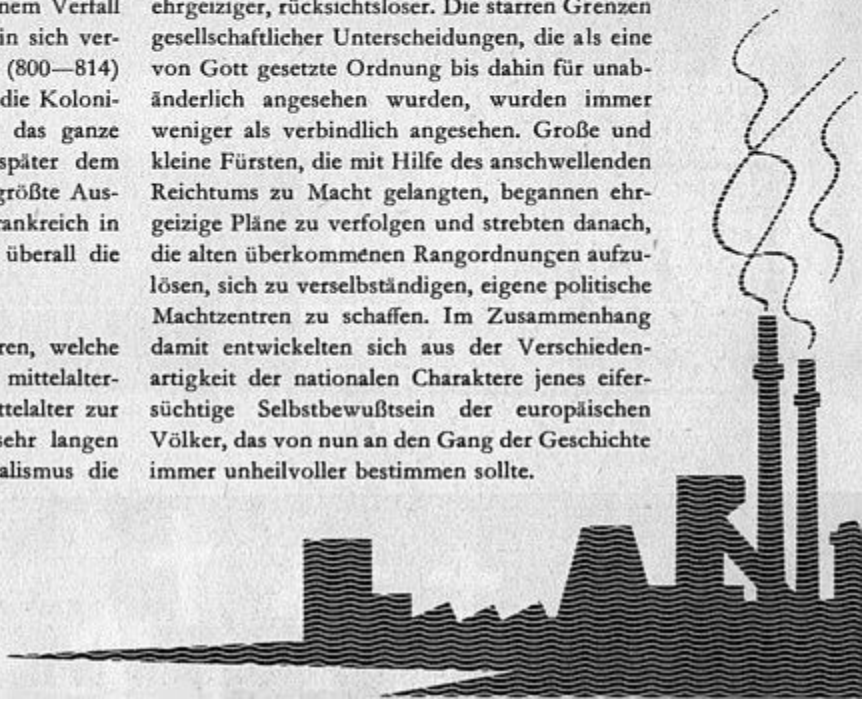 nem Verfall
in sich ver-
(800—814)
die Koloni-
das ganze
später dem
größte Aus-
rankreich in
überall die
ren, welche
mittelalter-
ttelalter zur
sehr langen
alismus die
ehrgeiziger, rücksichtsloser. Die starren Grenzen
gesellschaftlicher Unterscheidungen, die als eine
von Gott gesetzte Ordnung bis dahin für unab-
änderlich angesehen wurden, wurden immer
weniger als verbindlich angesehen. Große und
kleine Fürsten, die mit Hilfe des anschwellenden
Reichtums zu Macht gelangten, begannen ehr-
geizige Pläne zu verfolgen und strebten danach,
die alten überkommenen Rangordnungen aufzu-
lösen, sich zu verselbständigen, eigene politische
Machtzentren zu schaffen. Im Zusammenhang
damit entwickelten sich aus der Verschieden-
artigkeit der nationalen Charaktere jenes eifer-
süchtige Selbstbewußtsein der europäischen
Völker, das von nun an den Gang der Geschichte
immer unheilvoller bestimmen sollte.